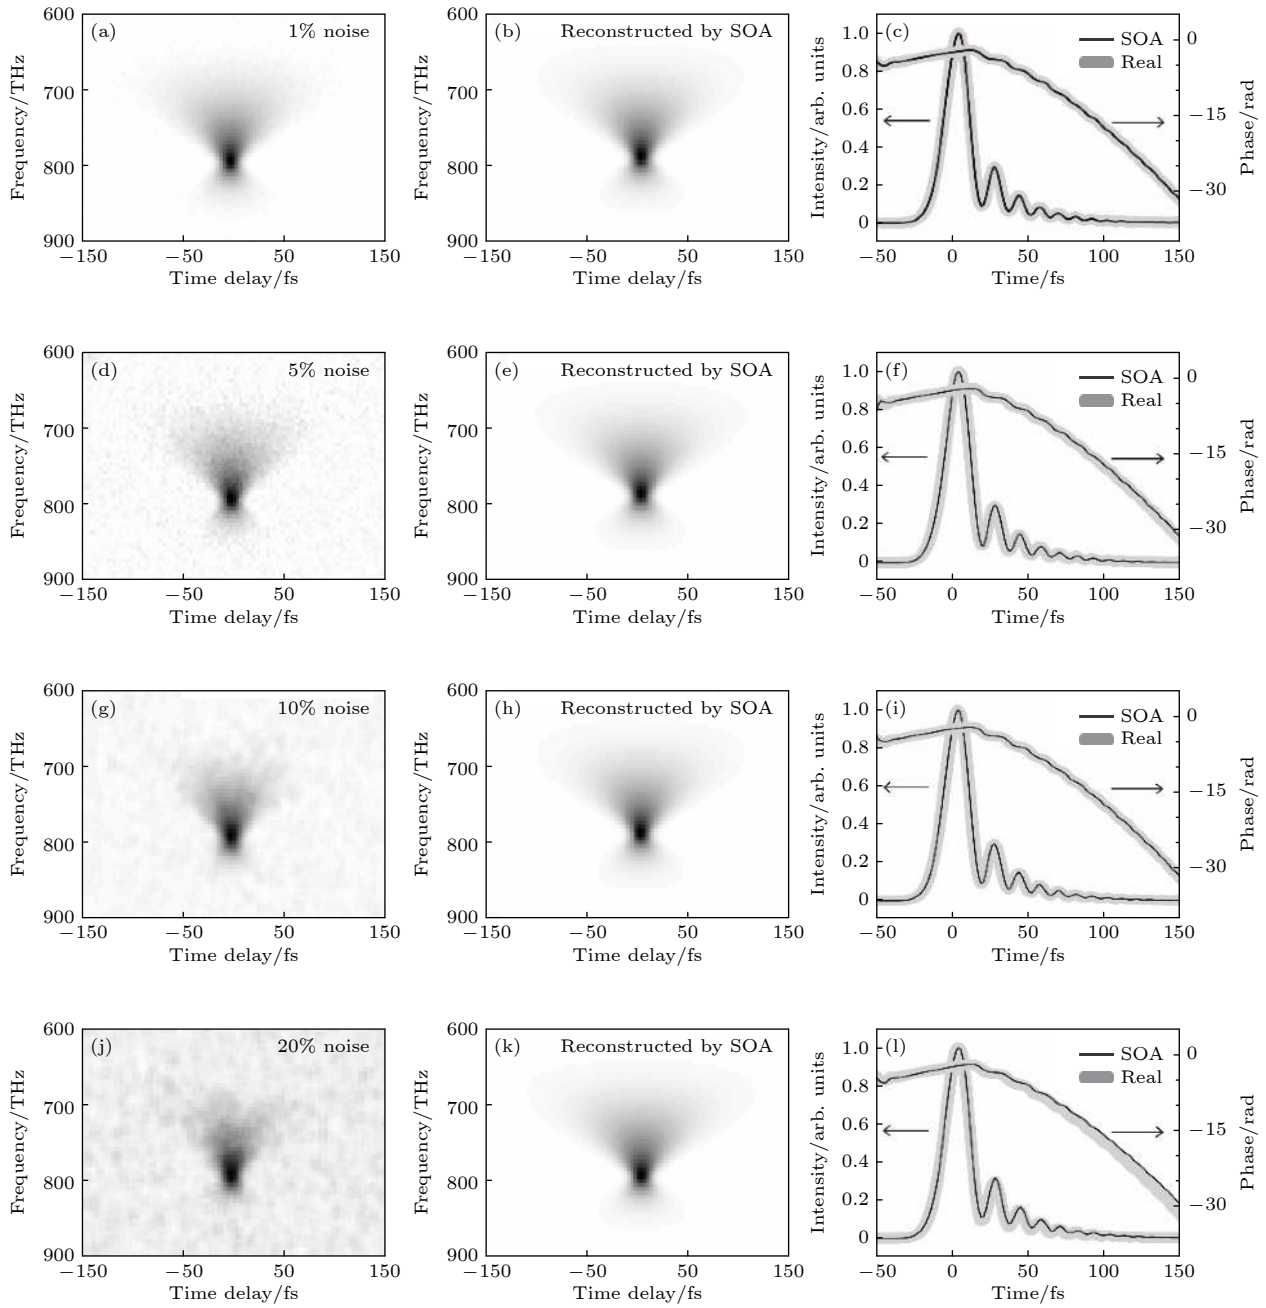 (a) 1% noise
600
700
800
900
Frequency/THz
−150 −50 50 150
Time delay/fs
(b) Reconstructed by SOA
600
700
800
900
Frequency/THz
−150 −50 50 150
Time delay/fs
(c)
SOA
Real
1.0
0.8
0.6
0.4
0.2
0
Intensity/arb. units
0
−15
−30
Phase/rad
−50 0 50 100 150
Time/fs
(d) 5% noise
600
700
800
900
Frequency/THz
−150 −50 50 150
Time delay/fs
(e) Reconstructed by SOA
600
700
800
900
Frequency/THz
−150 −50 50 150
Time delay/fs
(f)
SOA
Real
1.0
0.8
0.6
0.4
0.2
0
Intensity/arb. units
0
−15
−30
Phase/rad
−50 0 50 100 150
Time/fs
(g) 10% noise
600
700
800
900
Frequency/THz
−150 −50 50 150
Time delay/fs
(h) Reconstructed by SOA
600
700
800
900
Frequency/THz
−150 −50 50 150
Time delay/fs
(i)
SOA
Real
1.0
0.8
0.6
0.4
0.2
0
Intensity/arb. units
0
−15
−30
Phase/rad
−50 0 50 100 150
Time/fs
(j) 20% noise
600
700
800
900
Frequency/THz
−150 −50 50 150
Time delay/fs
(k) Reconstructed by SOA
600
700
800
900
Frequency/THz
−150 −50 50 150
Time delay/fs
(l)
SOA
Real
1.0
0.8
0.6
0.4
0.2
0
Intensity/arb. units
0
−15
−30
Phase/rad
−50 0 50 100 150
Time/fs